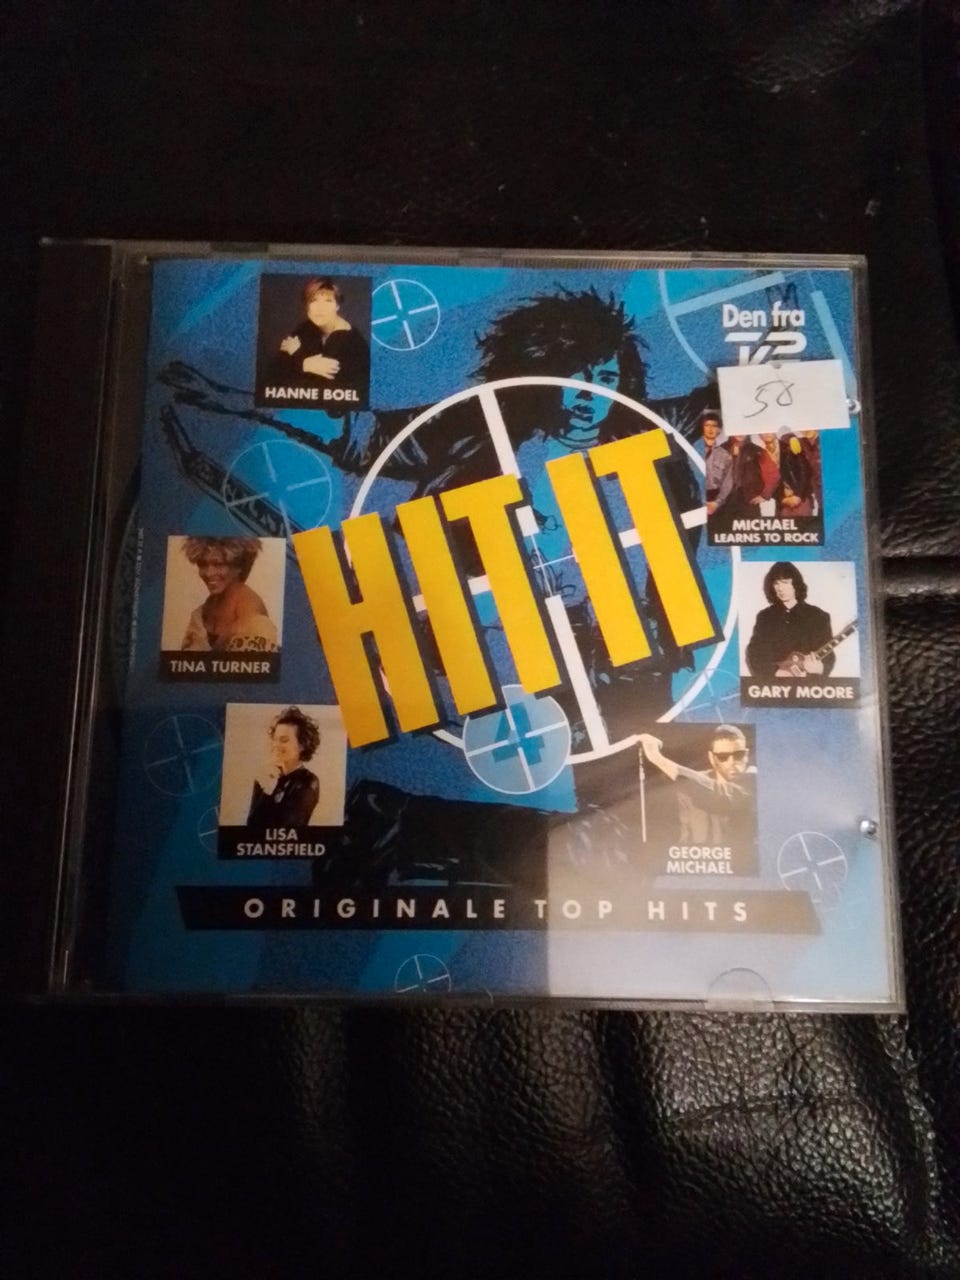 HANNE BOEL
Den fra
TV2
58
HIT IT
4
MICHAEL
LEARNS TO ROCK
TINA TURNER
GARY MOORE
LISA
STANSFIELD
GEORGE
MICHAEL
ORIGINALE TOP HITS